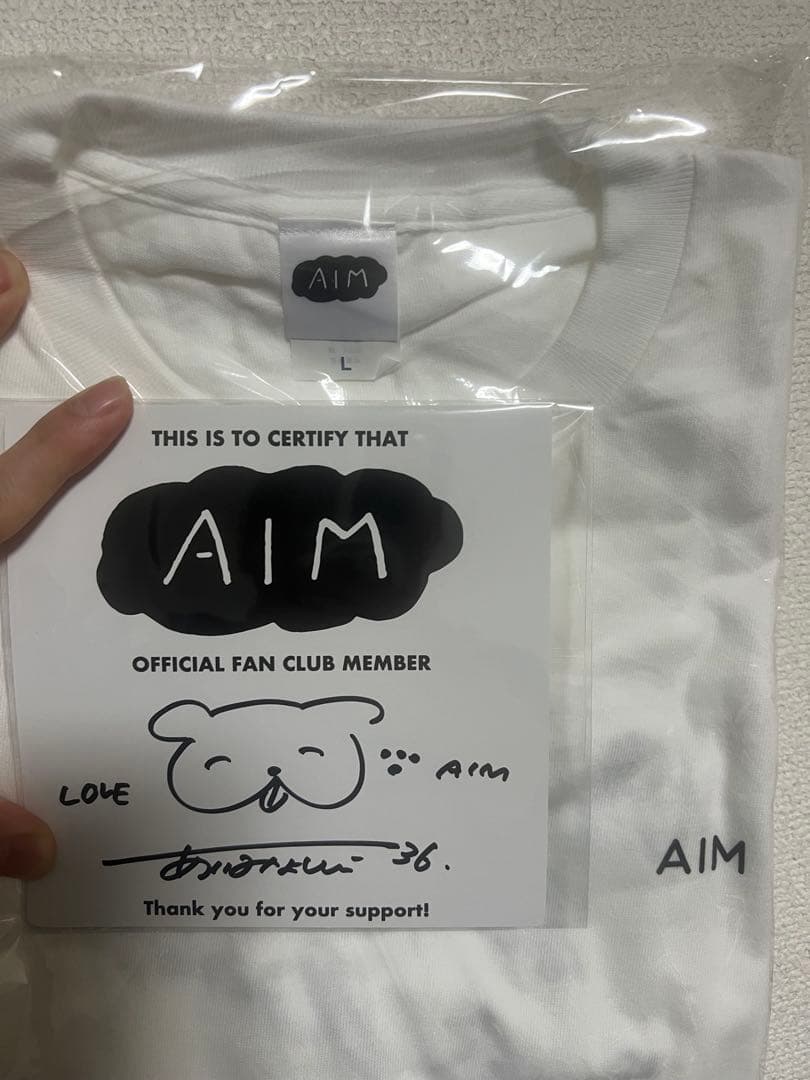 AIM
L
THIS IS TO CERTIFY THAT
AIM
OFFICIAL FAN CLUB MEMBER
LOVE
AIM
36.
Thank you for your support!
AIM